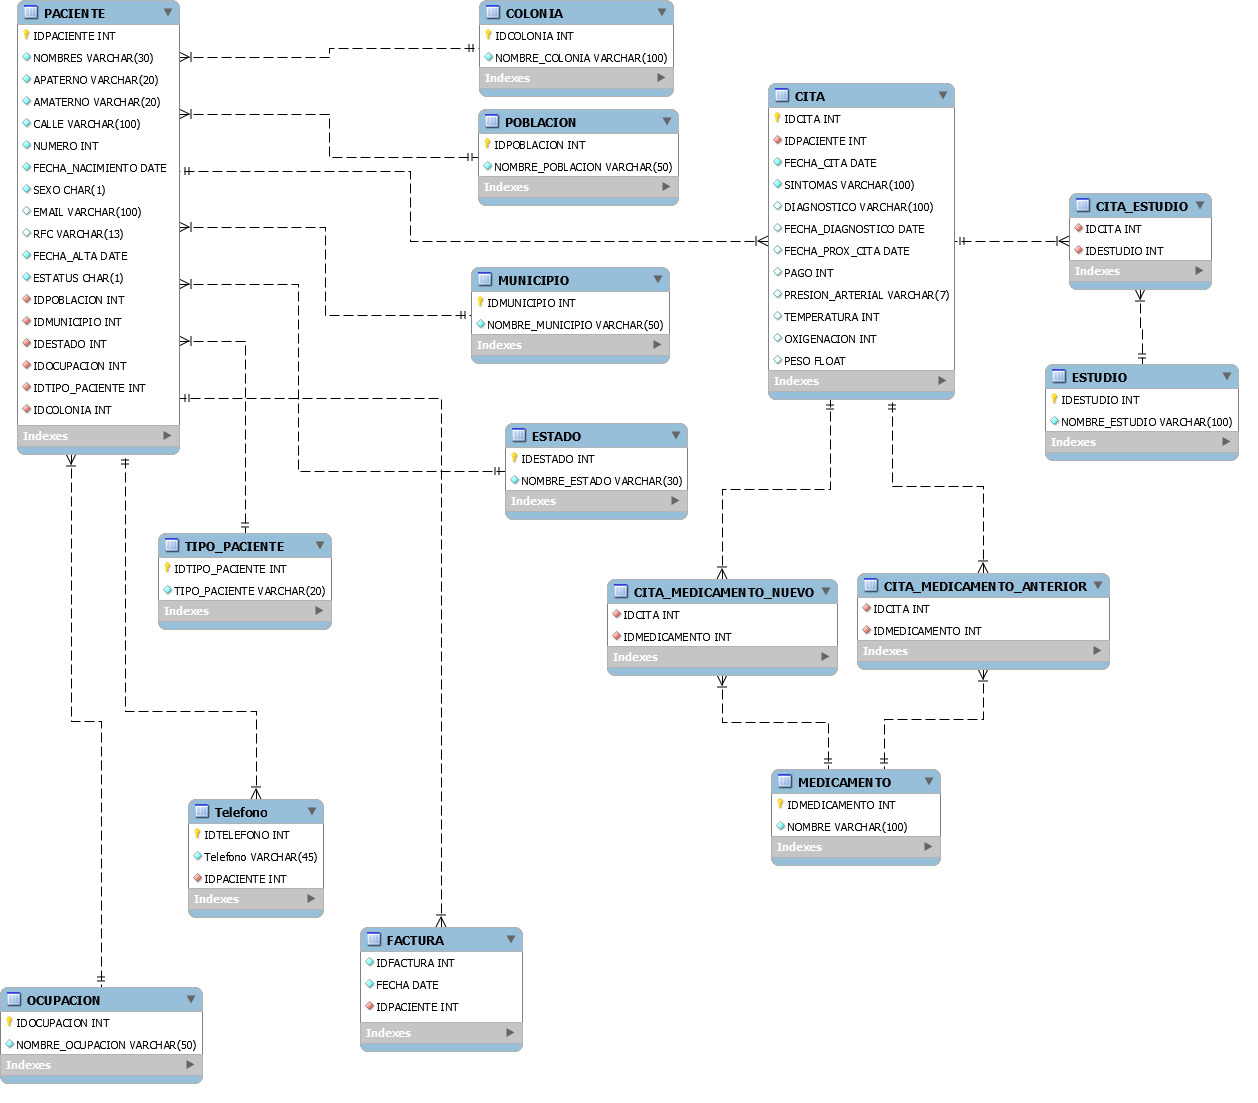 PACIENTE
IDPACIENTE INT
NOMBRES VARCHAR(30)
APATERNO VARCHAR(20)
AMATERNO VARCHAR(20)
CALLE VARCHAR(100)
NUMERO INT
FECHA_NACIMIENTO DATE
SEXO CHAR(1)
EMAIL VARCHAR(100)
RFC VARCHAR(13)
FECHA_ALTA DATE
ESTATUS CHAR(1)
IDPOBLACION INT
IDMUNICIPIO INT
IDESTADO INT
IDOCUPACION INT
IDTIPO_PACIENTE INT
IDCOLONIA INT
Indexes
COLONIA
IDCOLONIA INT
NOMBRE_COLONIA VARCHAR(100)
Indexes
POBLACION
IDPOBLACION INT
NOMBRE_POBLACION VARCHAR(50)
Indexes
MUNICIPIO
IDMUNICIPIO INT
NOMBRE_MUNICIPIO VARCHAR(50)
Indexes
ESTADO
IDESTADO INT
NOMBRE_ESTADO VARCHAR(30)
Indexes
CITA
IDCITA INT
IDPACIENTE INT
FECHA_CITA DATE
SINTOMAS VARCHAR(100)
DIAGNOSTICO VARCHAR(100)
FECHA_DIAGNOSTICO DATE
FECHA_PROX_CITA DATE
PAGO INT
PRESION_ARTERIAL VARCHAR(7)
TEMPERATURA INT
OXIGENACION INT
PESO FLOAT
Indexes
CITA_ESTUDIO
IDCITA INT
IDESTUDIO INT
Indexes
ESTUDIO
IDESTUDIO INT
NOMBRE_ESTUDIO VARCHAR(100)
Indexes
TIPO_PACIENTE
IDTIPO_PACIENTE INT
TIPO_PACIENTE VARCHAR(20)
Indexes
CITA_MEDICAMENTO_NUEVO
IDCITA INT
IDMEDICAMENTO INT
Indexes
CITA_MEDICAMENTO_ANTERIOR
IDCITA INT
IDMEDICAMENTO INT
Indexes
MEDICAMENTO
IDMEDICAMENTO INT
NOMBRE VARCHAR(100)
Indexes
Telefono
IDTELEFONO INT
Telefono VARCHAR(45)
IDPACIENTE INT
Indexes
FACTURA
IDFACTURA INT
FECHA DATE
IDPACIENTE INT
Indexes
OCUPACION
IDOCUPACION INT
NOMBRE_OCUPACION VARCHAR(50)
Indexes